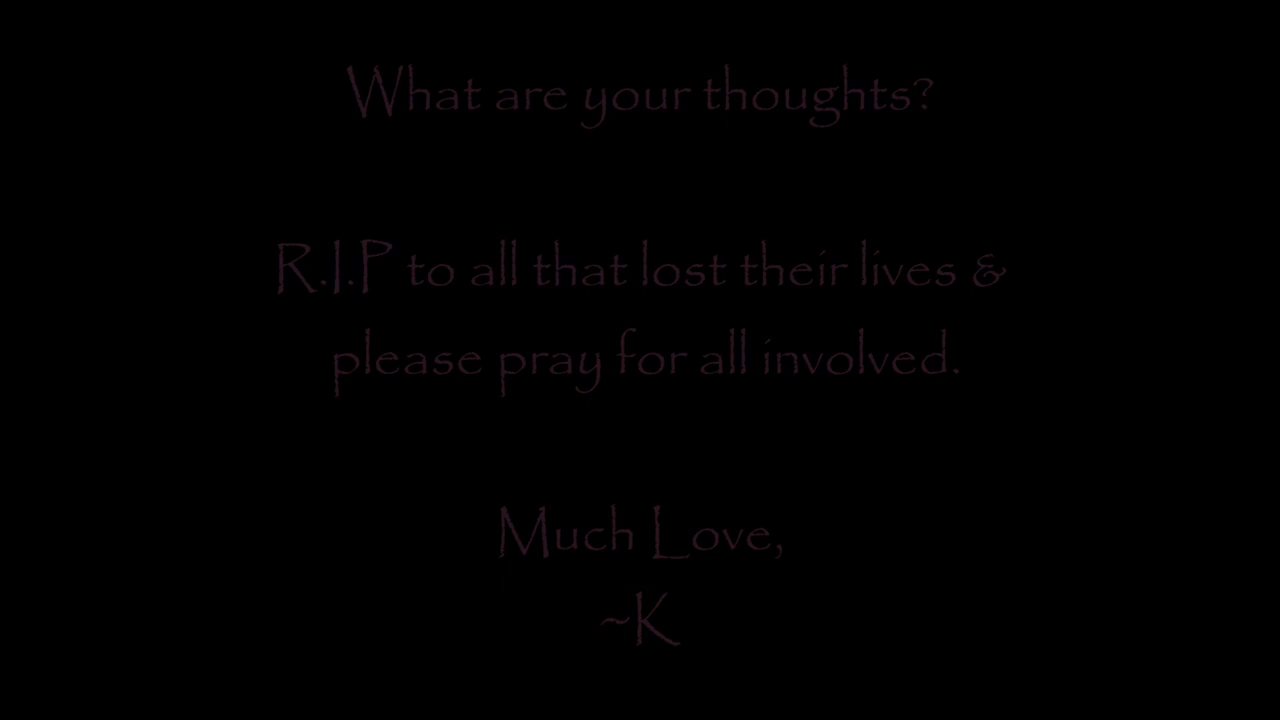 What are your thoughts?
R.I.P to all that lost their lives &
please pray for all involved.
Much Love,
~K